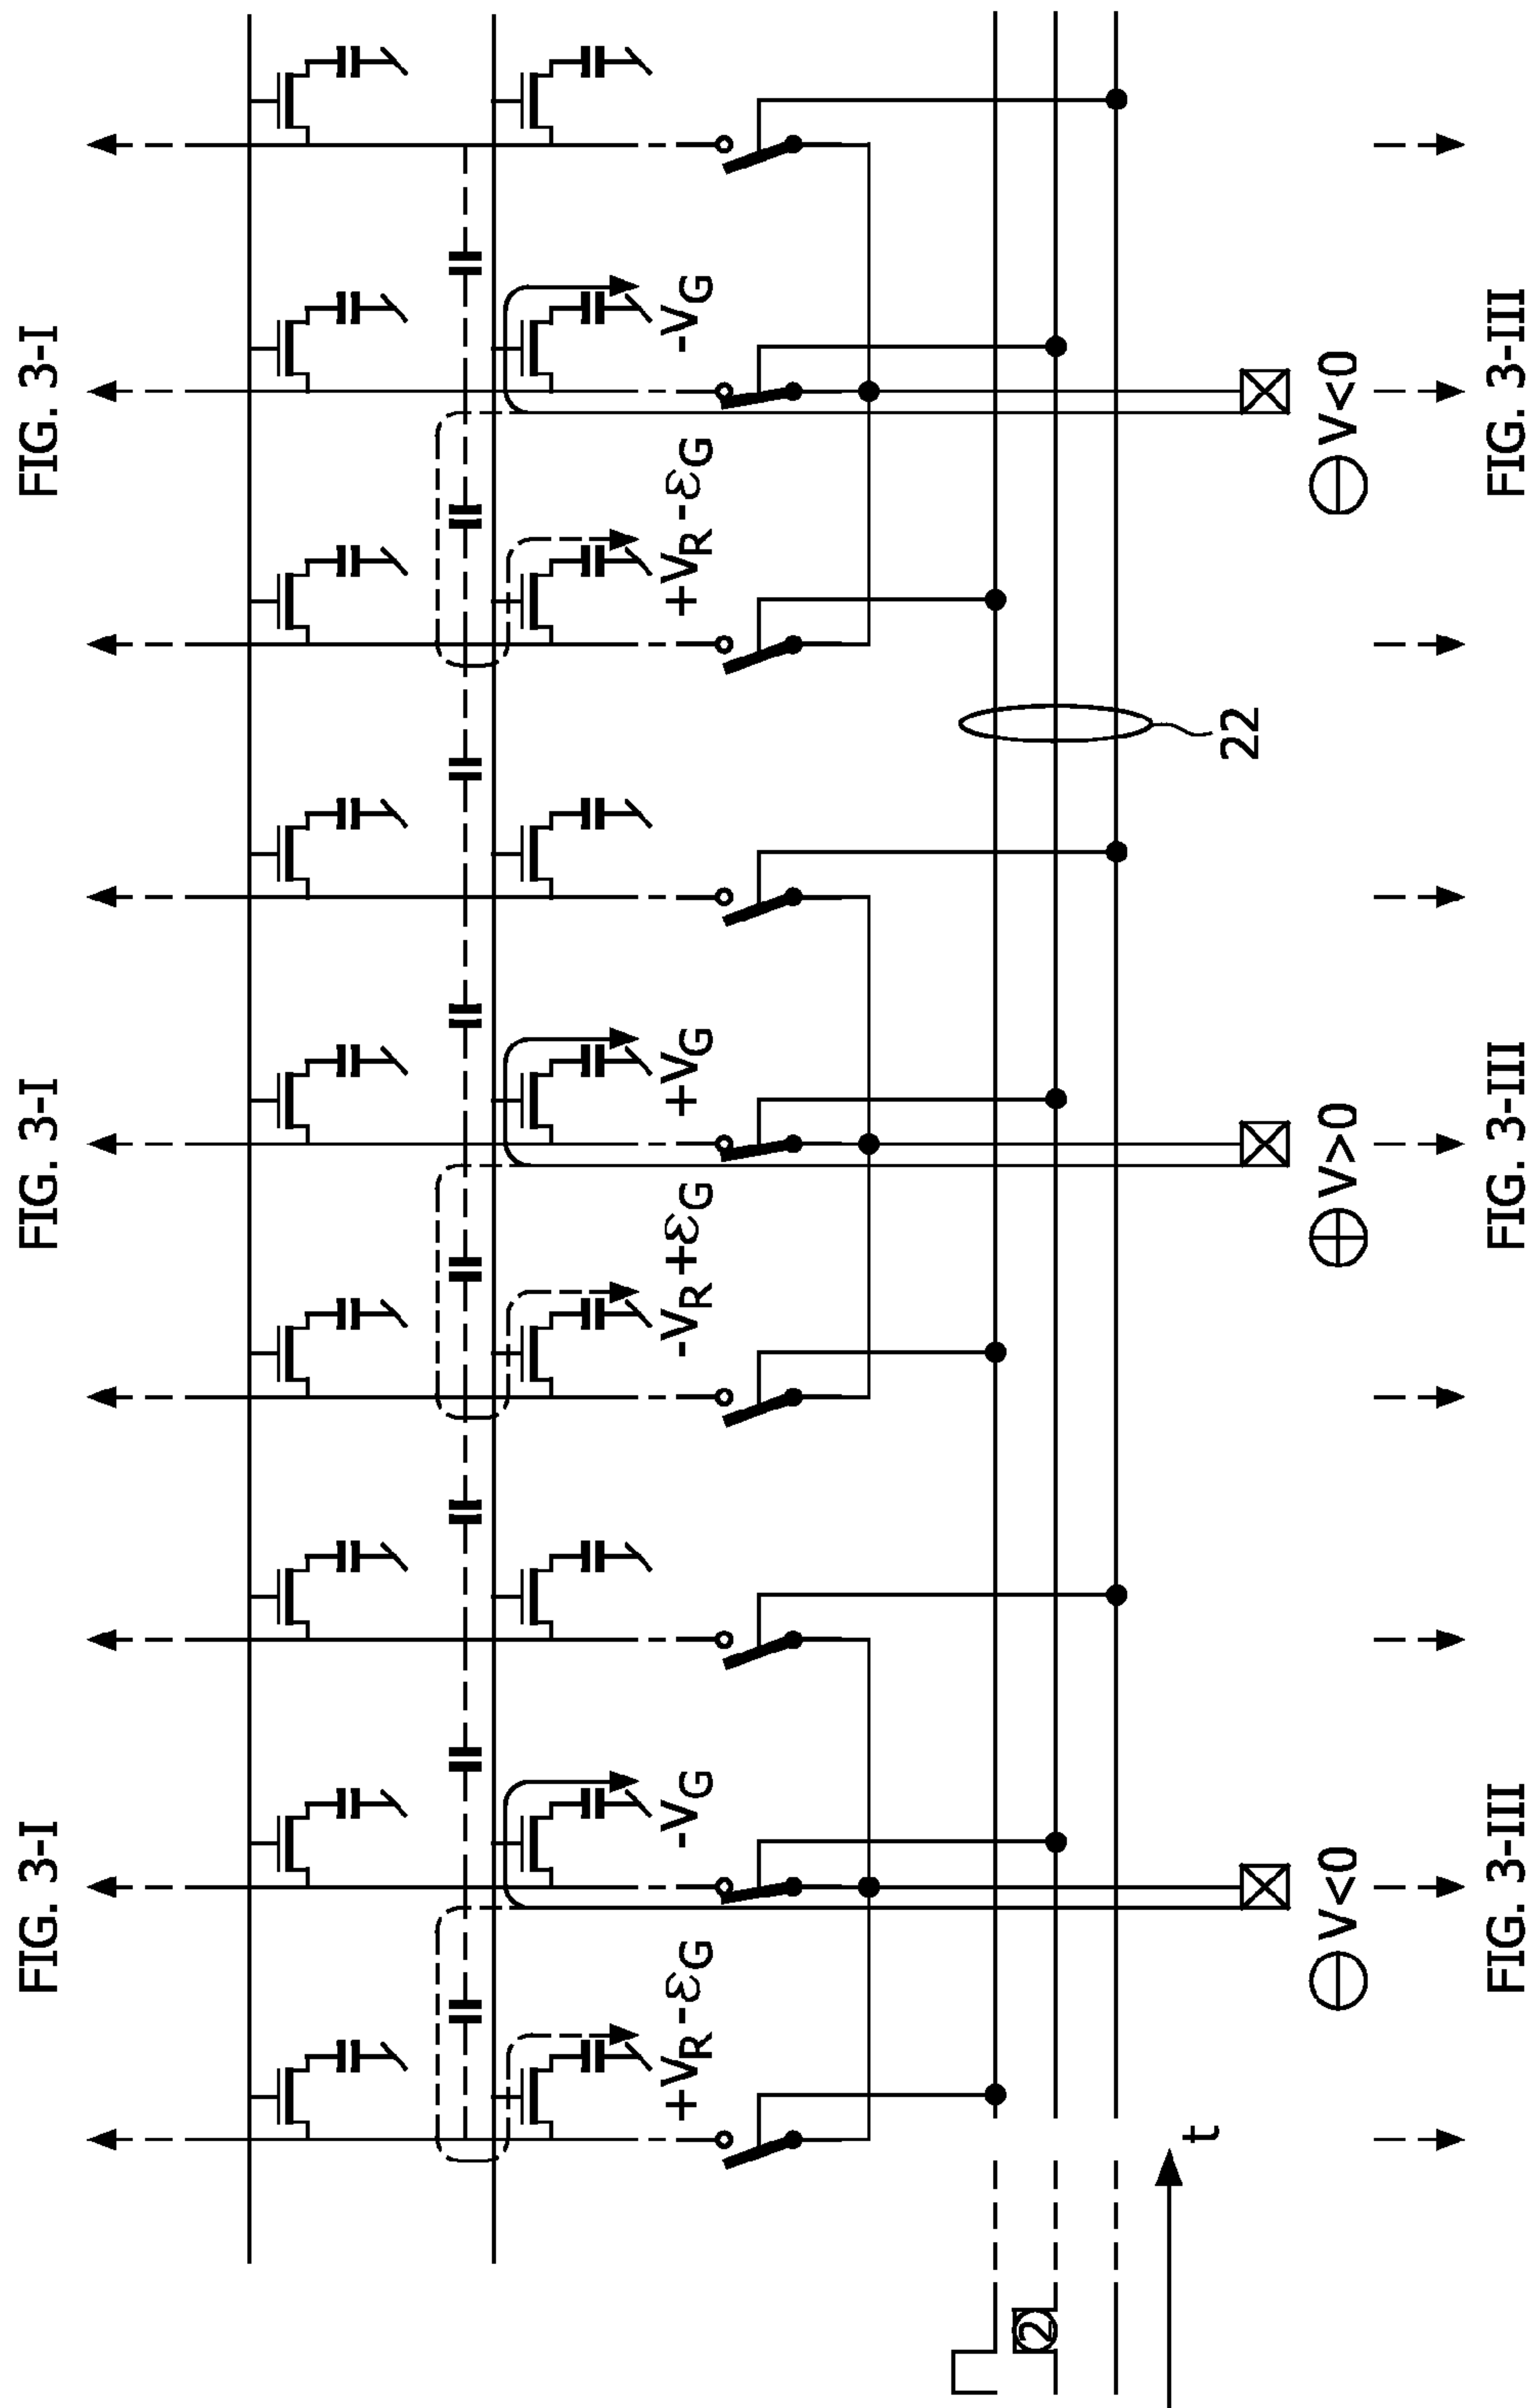 FIG. 3-I
FIG. 3-I
FIG. 3-I
+V_R-ε_G
-V_G
-V_R+ε_G
+V_G
+V_R-ε_G
-V_G
②
t
22
⊖ V<0
⊕ V>0
⊖ V<0
FIG. 3-III
FIG. 3-III
FIG. 3-III